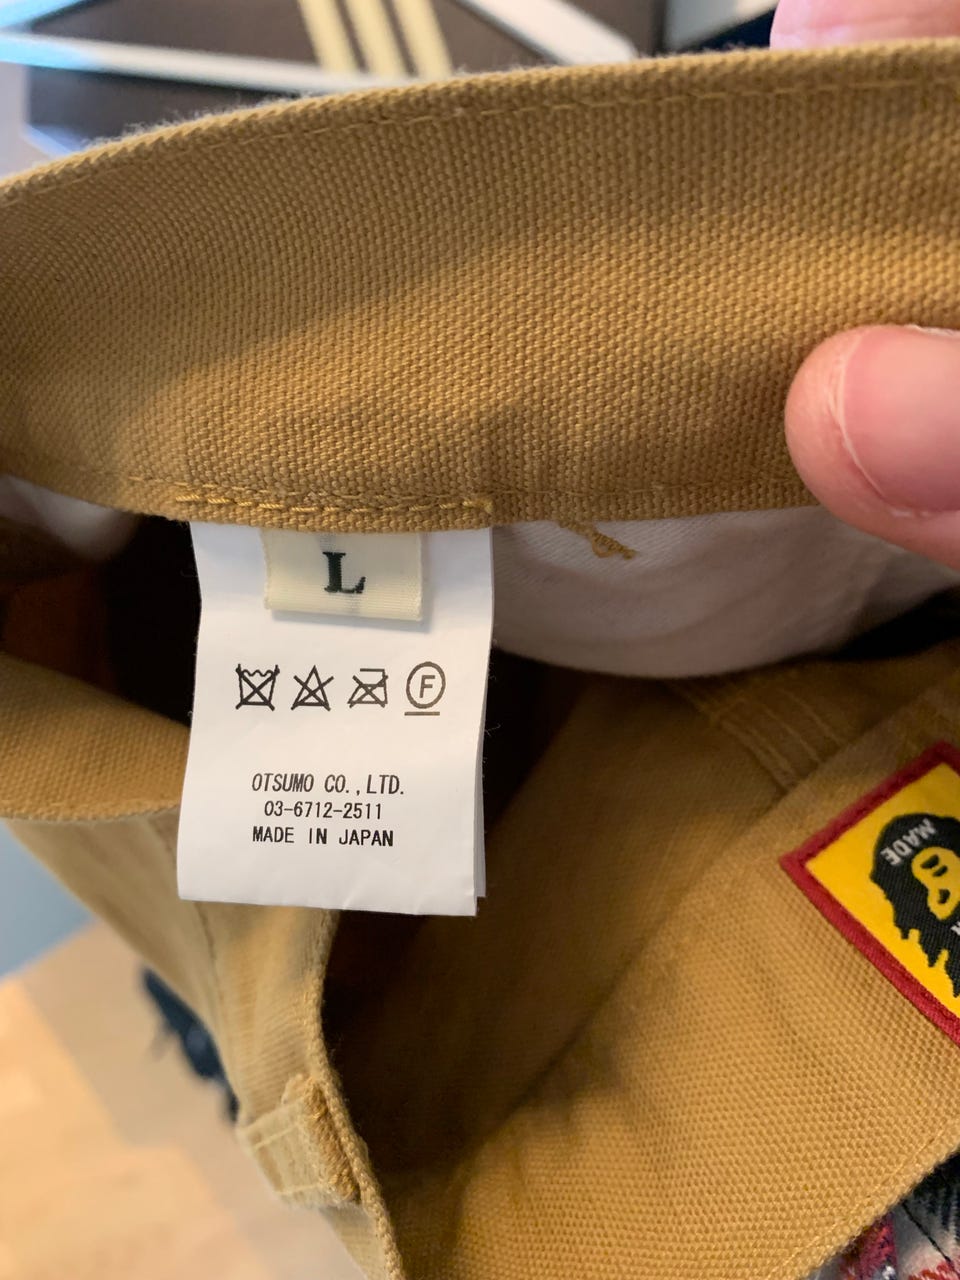 L
F
OTSUMO CO.,LTD.
03-6712-2511
MADE IN JAPAN
MADE